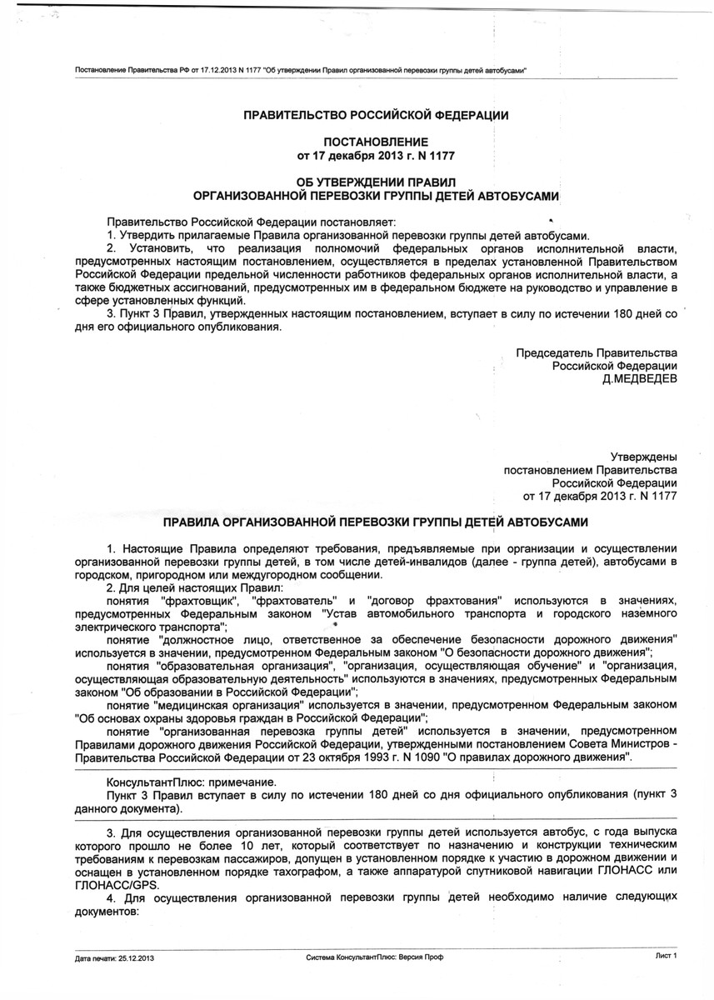 Постановление Правительства РФ от 17.12.2013 N 1177 "Об утверждении Правил организованной перевозки группы детей автобусами"
ПРАВИТЕЛЬСТВО РОССИЙСКОЙ ФЕДЕРАЦИИ
ПОСТАНОВЛЕНИЕ
от 17 декабря 2013 г. N 1177
ОБ УТВЕРЖДЕНИИ ПРАВИЛ
ОРГАНИЗОВАННОЙ ПЕРЕВОЗКИ ГРУППЫ ДЕТЕЙ АВТОБУСАМИ
Правительство Российской Федерации постановляет:
1. Утвердить прилагаемые Правила организованной перевозки группы детей автобусами.
2. Установить, что реализация полномочий федеральных органов исполнительной власти,
предусмотренных настоящим постановлением, осуществляется в пределах установленной Правительством
Российской Федерации предельной численности работников федеральных органов исполнительной власти, а
также бюджетных ассигнований, предусмотренных им в федеральном бюджете на руководство и управление в
сфере установленных функций.
3. Пункт 3 Правил, утвержденных настоящим постановлением, вступает в силу по истечении 180 дней со
дня его официального опубликования.
Председатель Правительства
Российской Федерации
Д.МЕДВЕДЕВ
Утверждены
постановлением Правительства
Российской Федерации
от 17 декабря 2013 г. N 1177
ПРАВИЛА ОРГАНИЗОВАННОЙ ПЕРЕВОЗКИ ГРУППЫ ДЕТЕЙ АВТОБУСАМИ
1. Настоящие Правила определяют требования, предъявляемые при организации и осуществлении
организованной перевозки группы детей, в том числе детей-инвалидов (далее - группа детей), автобусами в
городском, пригородном или междугородном сообщении.
2. Для целей настоящих Правил:
понятия "фрахтовщик", "фрахтователь" и "договор фрахтования" используются в значениях,
предусмотренных Федеральным законом "Устав автомобильного транспорта и городского наземного
электрического транспорта";
понятие "должностное лицо, ответственное за обеспечение безопасности дорожного движения"
используется в значении, предусмотренном Федеральным законом "О безопасности дорожного движения";
понятия "образовательная организация", "организация, осуществляющая обучение" и "организация,
осуществляющая образовательную деятельность" используются в значениях, предусмотренных Федеральным
законом "Об образовании в Российской Федерации";
понятие "медицинская организация" используется в значении, предусмотренном Федеральным законом
"Об основах охраны здоровья граждан в Российской Федерации";
понятие "организованная перевозка группы детей" используется в значении, предусмотренном
Правилами дорожного движения Российской Федерации, утвержденными постановлением Совета Министров -
Правительства Российской Федерации от 23 октября 1993 г. N 1090 "О правилах дорожного движения".
КонсультантПлюс: примечание.
Пункт 3 Правил вступает в силу по истечении 180 дней со дня официального опубликования (пункт 3
данного документа).
3. Для осуществления организованной перевозки группы детей используется автобус, с года выпуска
которого прошло не более 10 лет, который соответствует по назначению и конструкции техническим
требованиям к перевозкам пассажиров, допущен в установленном порядке к участию в дорожном движении и
оснащен в установленном порядке тахографом, а также аппаратурой спутниковой навигации ГЛОНАСС или
ГЛОНАСС/GPS.
4. Для осуществления организованной перевозки группы детей необходимо наличие следующих
документов:
Дата печати: 25.12.2013 Система КонсультантПлюс: Версия Проф Лист 1